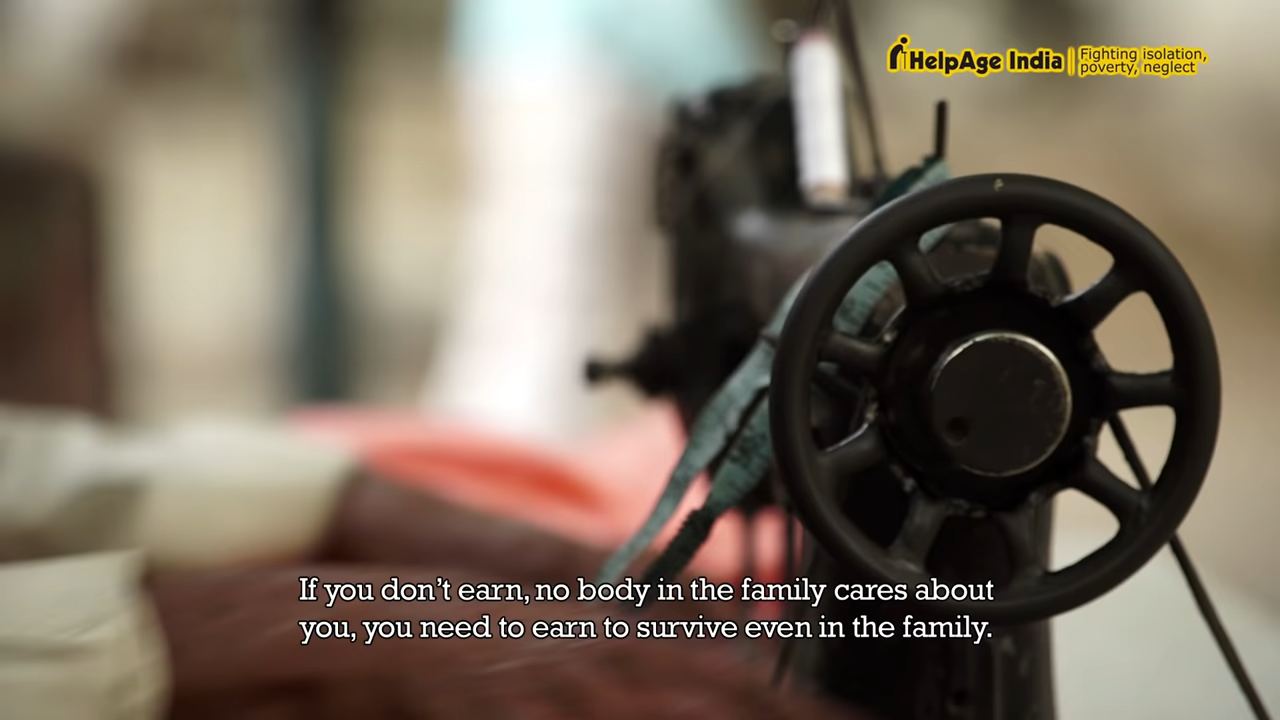 HelpAge India
Fighting isolation,
poverty, neglect
If you don't earn, no body in the family cares about
you, you need to earn to survive even in the family.